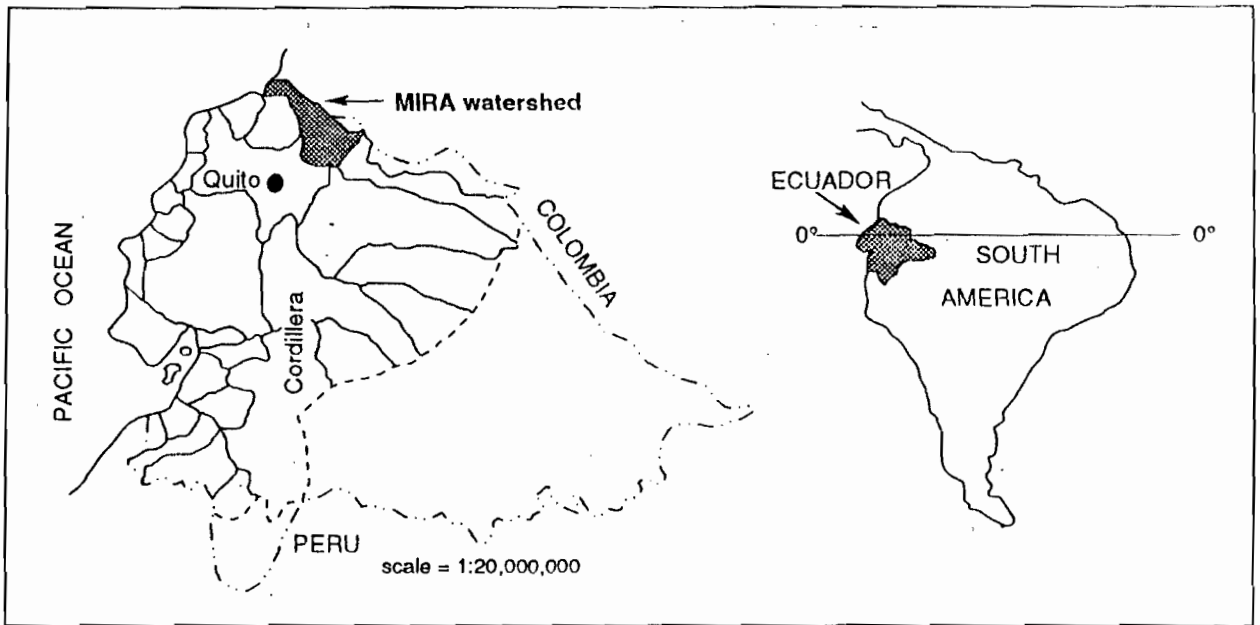 MIRA watershed
Quito
PACIFIC OCEAN
COLOMBIA
Cordillera
PERU
scale = 1:20,000,000
ECUADOR
0°
0°
SOUTH
AMERICA